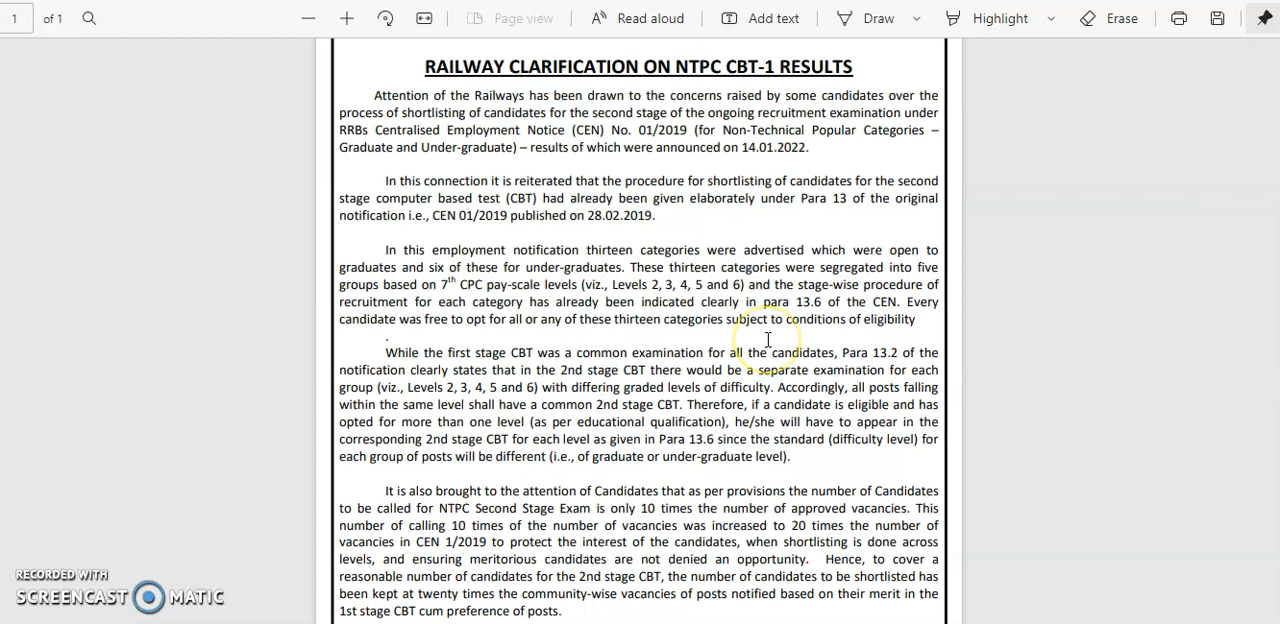 1 of 1 Page view Read aloud Add text Draw Highlight Erase
RAILWAY CLARIFICATION ON NTPC CBT-1 RESULTS
Attention of the Railways has been drawn to the concerns raised by some candidates over the
process of shortlisting of candidates for the second stage of the ongoing recruitment examination under
RRBs Centralised Employment Notice (CEN) No. 01/2019 (for Non-Technical Popular Categories –
Graduate and Under-graduate) – results of which were announced on 14.01.2022.
In this connection it is reiterated that the procedure for shortlisting of candidates for the second
stage computer based test (CBT) had already been given elaborately under Para 13 of the original
notification i.e., CEN 01/2019 published on 28.02.2019.
In this employment notification thirteen categories were advertised which were open to
graduates and six of these for under-graduates. These thirteen categories were segregated into five
groups based on 7th CPC pay-scale levels (viz., Levels 2, 3, 4, 5 and 6) and the stage-wise procedure of
recruitment for each category has already been indicated clearly in para 13.6 of the CEN. Every
candidate was free to opt for all or any of these thirteen categories subject to conditions of eligibility
.
While the first stage CBT was a common examination for all the candidates, Para 13.2 of the
notification clearly states that in the 2nd stage CBT there would be a separate examination for each
group (viz., Levels 2, 3, 4, 5 and 6) with differing graded levels of difficulty. Accordingly, all posts falling
within the same level shall have a common 2nd stage CBT. Therefore, if a candidate is eligible and has
opted for more than one level (as per educational qualification), he/she will have to appear in the
corresponding 2nd stage CBT for each level as given in Para 13.6 since the standard (difficulty level) for
each group of posts will be different (i.e., of graduate or under-graduate level).
It is also brought to the attention of Candidates that as per provisions the number of Candidates
to be called for NTPC Second Stage Exam is only 10 times the number of approved vacancies. This
number of calling 10 times of the number of vacancies was increased to 20 times the number of
vacancies in CEN 1/2019 to protect the interest of the candidates, when shortlisting is done across
levels, and ensuring meritorious candidates are not denied an opportunity. Hence, to cover a
reasonable number of candidates for the 2nd stage CBT, the number of candidates to be shortlisted has
been kept at twenty times the community-wise vacancies of posts notified based on their merit in the
1st stage CBT cum preference of posts.
RECORDED WITH
SCREENCAST MATIC